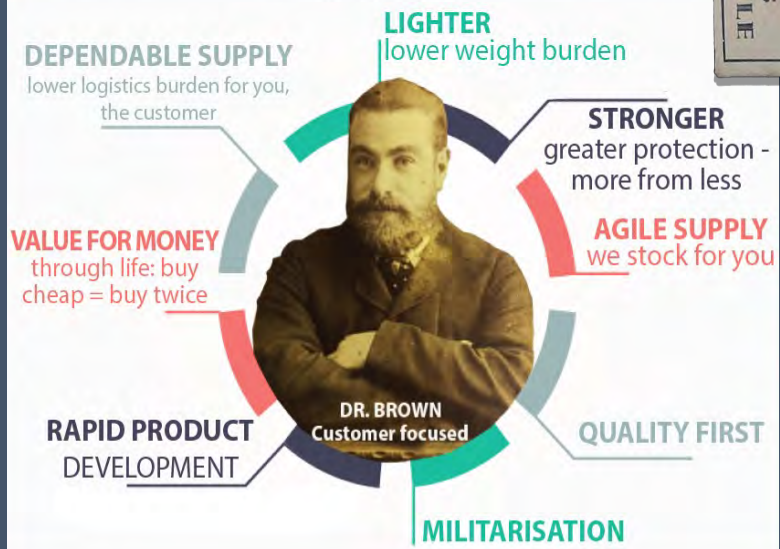 LIGHTER
lower weight burden
DEPENDABLE SUPPLY
lower logistics burden for you,
the customer
STRONGER
greater protection -
more from less
VALUE FOR MONEY
through life: buy
cheap = buy twice
AGILE SUPPLY
we stock for you
DR. BROWN
Customer focused
RAPID PRODUCT
DEVELOPMENT
QUALITY FIRST
MILITARISATION